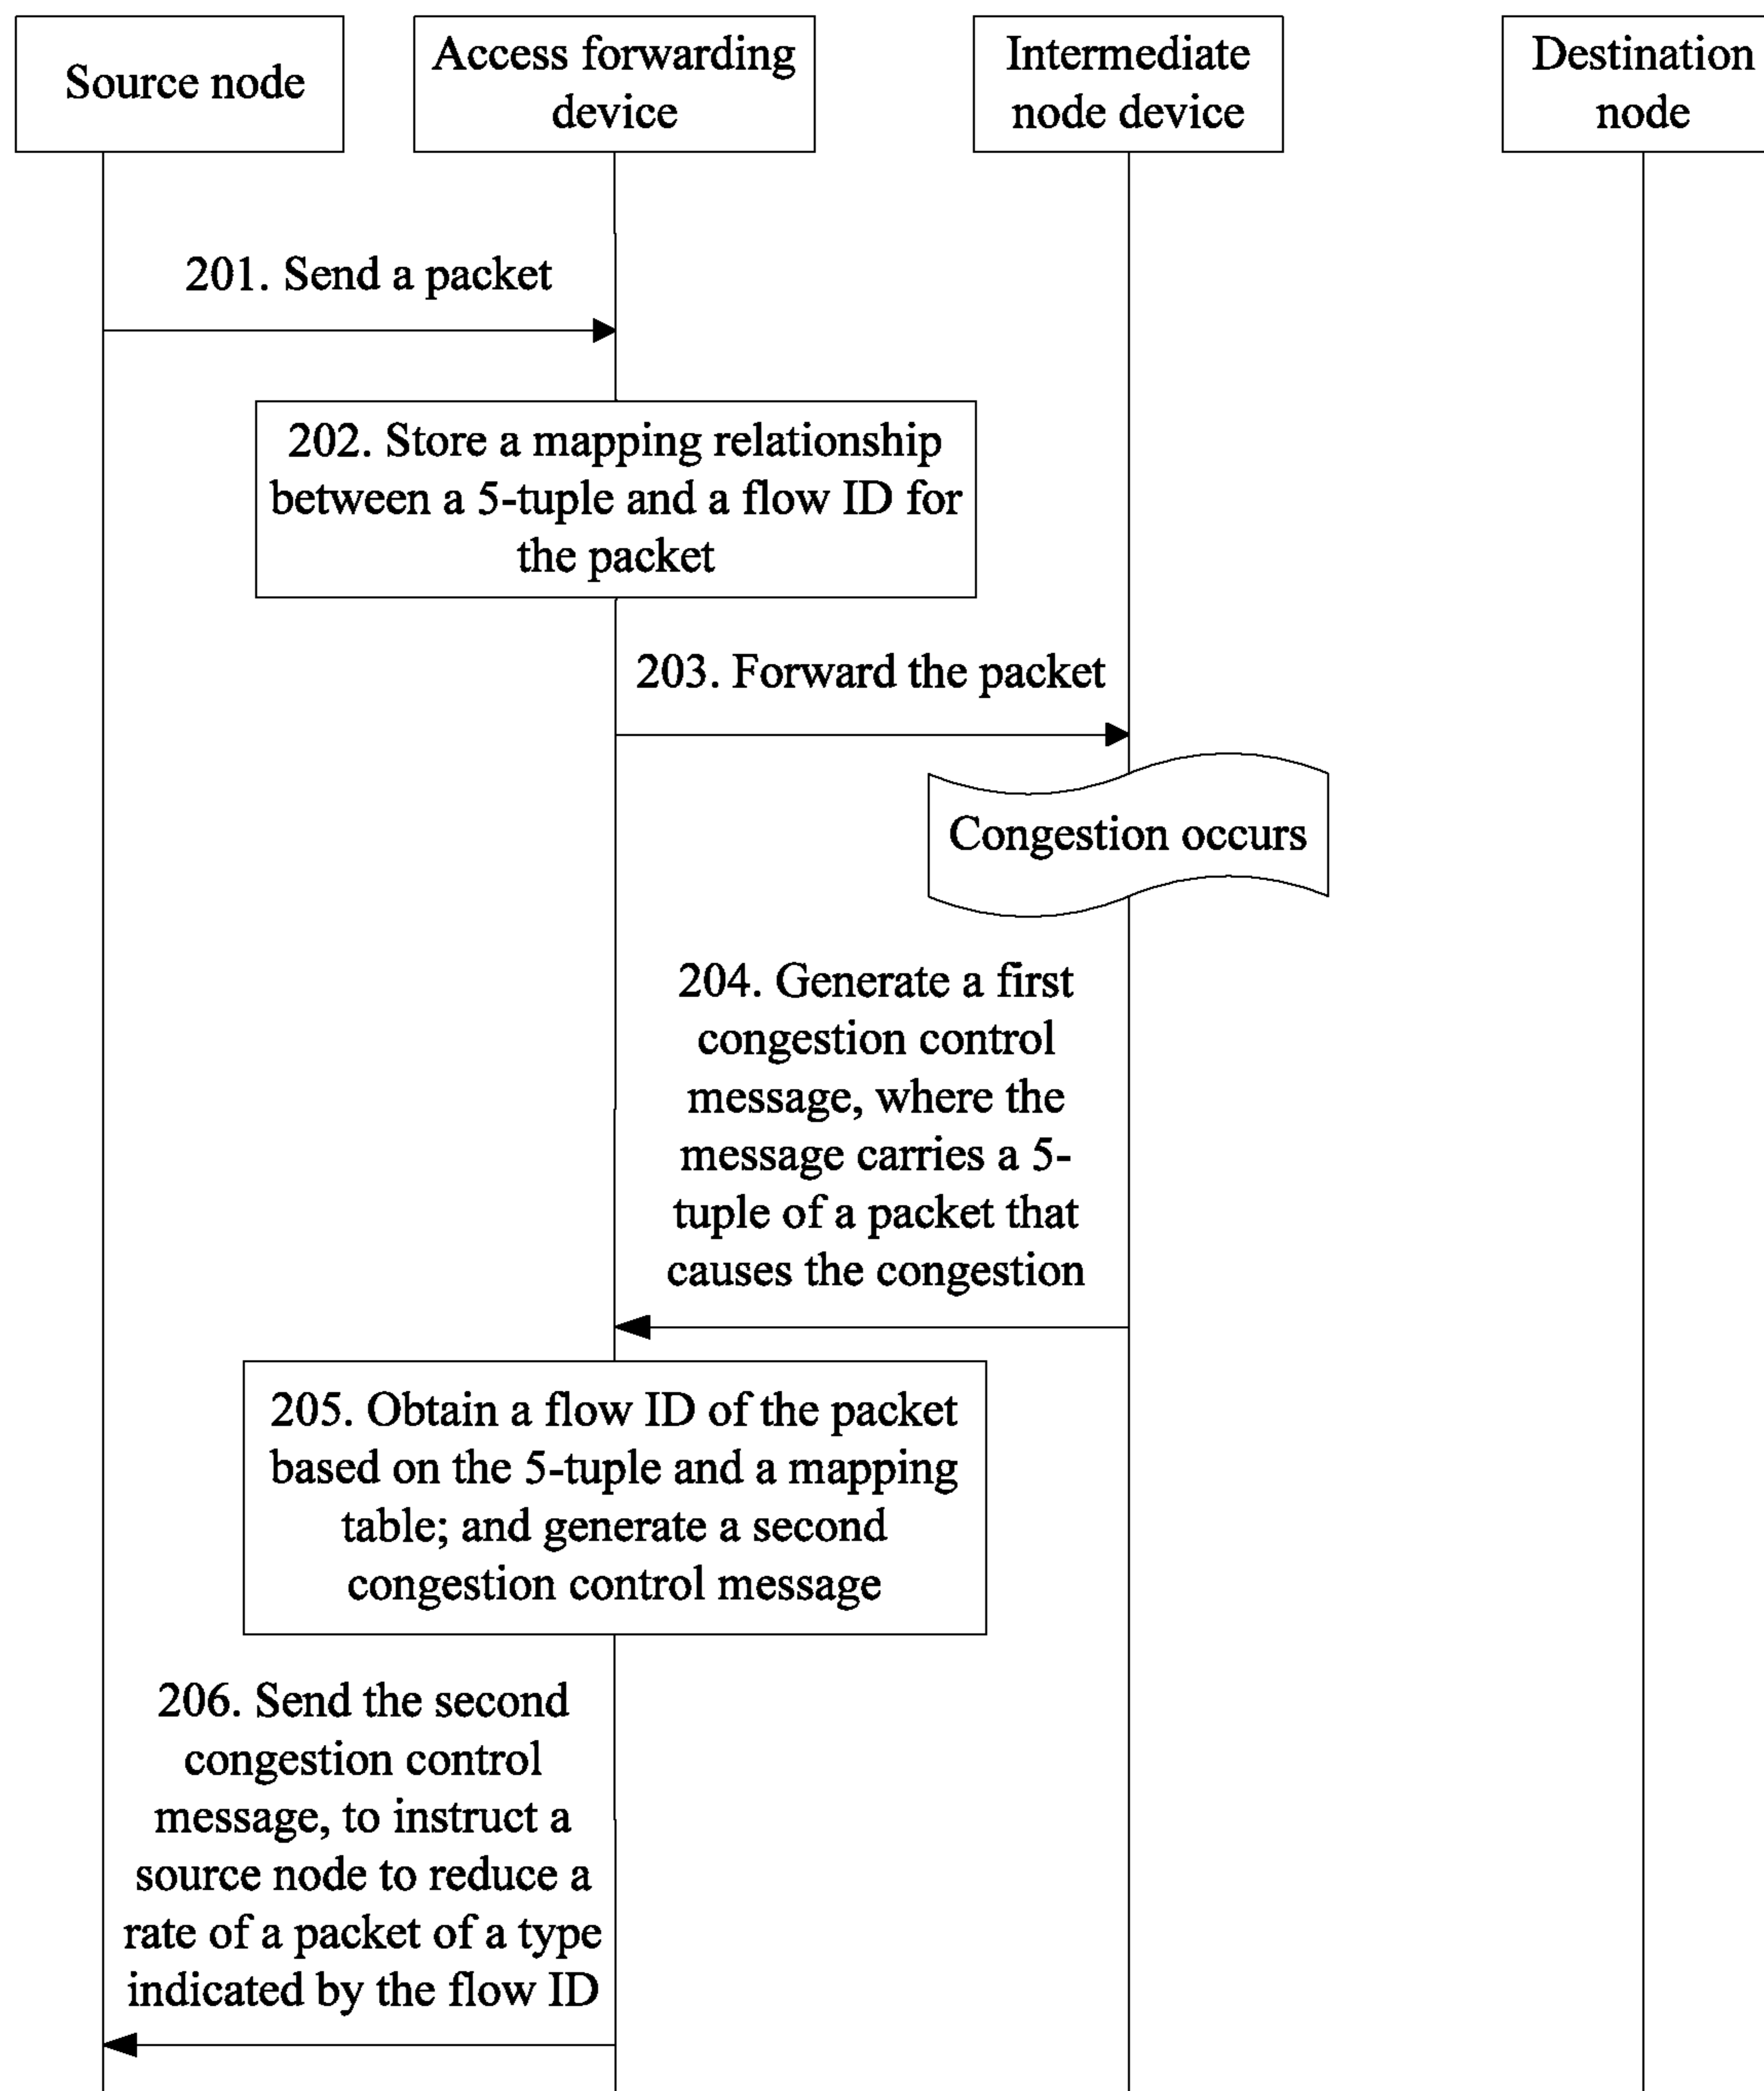 Source node
Access forwarding
device
Intermediate
node device
Destination
node
201. Send a packet
202. Store a mapping relationship
between a 5-tuple and a flow ID for
the packet
203. Forward the packet
Congestion occurs
204. Generate a first
congestion control
message, where the
message carries a 5-
tuple of a packet that
causes the congestion
205. Obtain a flow ID of the packet
based on the 5-tuple and a mapping
table; and generate a second
congestion control message
206. Send the second
congestion control
message, to instruct a
source node to reduce a
rate of a packet of a type
indicated by the flow ID